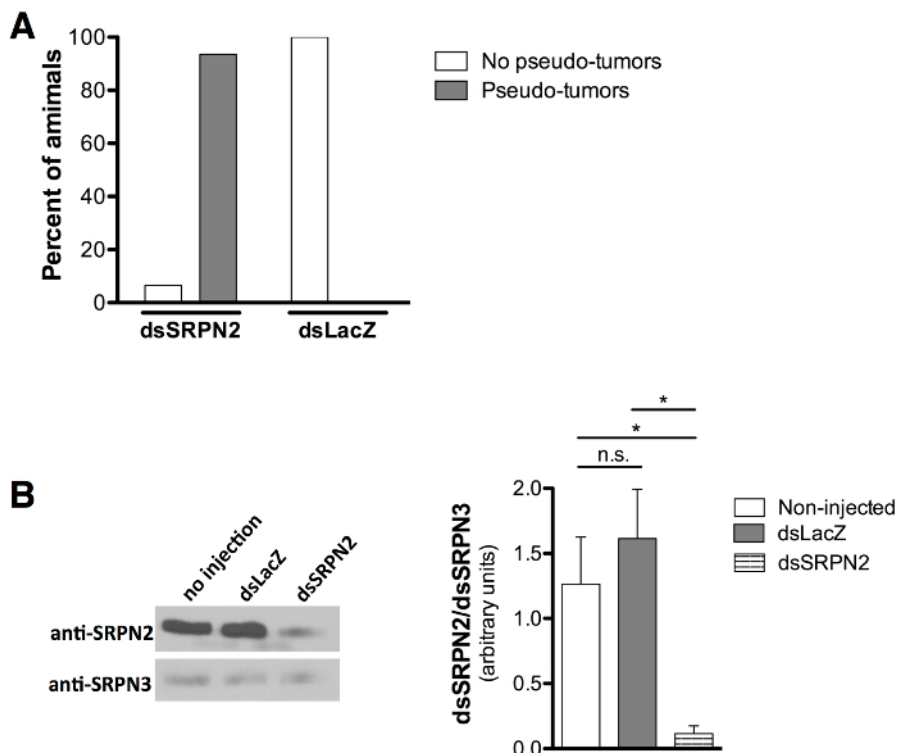 A
100
80
60
40
20
0
Percent of amimals
dsSRPN2
dsLacZ
No pseudo-tumors
Pseudo-tumors
B
no injection
dsLacZ
dsSRPN2
anti-SRPN2
anti-SRPN3
*
*
n.s.
2.0
1.5
1.0
0.5
0.0
dsSRPN2/dsSRPN3
(arbitrary units)
Non-injected
dsLacZ
dsSRPN2